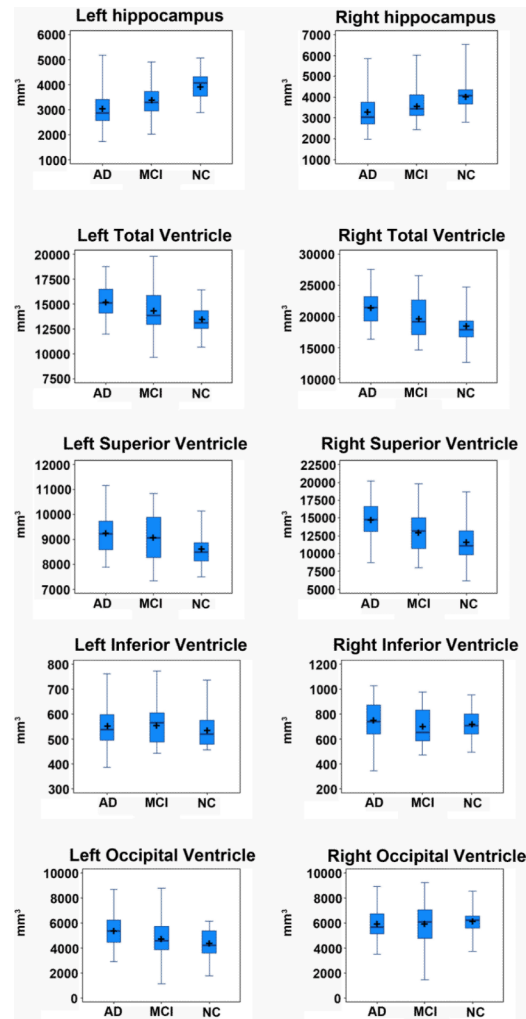 Left hippocampus
6000
5000
4000
3000
2000
1000
mm³
AD MCI NC
Right hippocampus
7000
6000
5000
4000
3000
2000
1000
mm³
AD MCI NC
Left Total Ventricle
20000
17500
15000
12500
10000
7500
AD MCI NC
Right Total Ventricle
30000
25000
20000
15000
10000
AD MCI NC
Left Superior Ventricle
12000
11000
10000
9000
8000
7000
mm³
AD MCI NC
Right Superior Ventricle
22500
20000
17500
15000
12500
10000
7500
5000
mm³
AD MCI NC
Left Inferior Ventricle
800
700
600
500
400
300
mm³
AD MCI NC
Right Inferior Ventricle
1200
1000
800
600
400
200
mm³
AD MCI NC
Left Occipital Ventricle
10000
8000
6000
4000
2000
0
mm³
AD MCI NC
Right Occipital Ventricle
10000
8000
6000
4000
2000
0
mm³
AD MCI NC